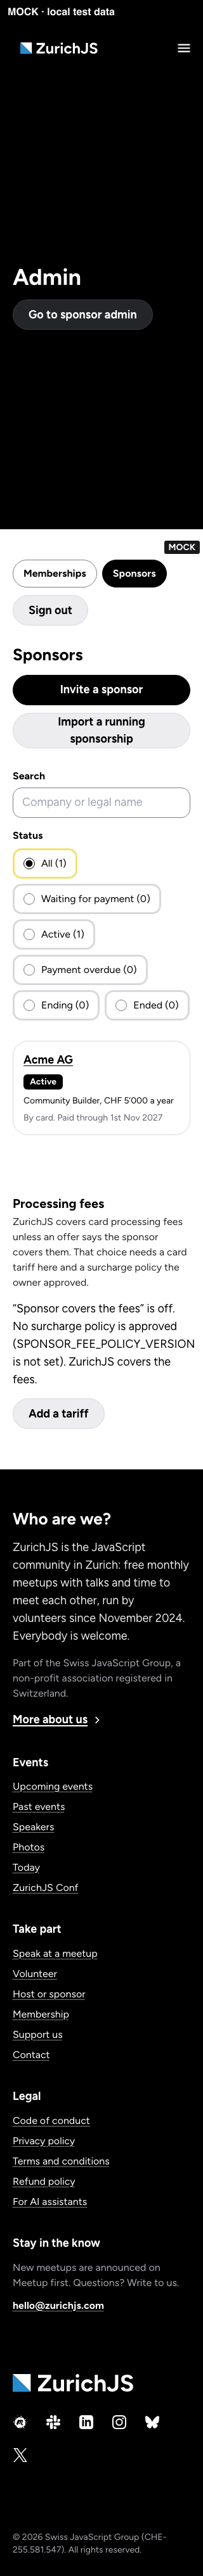 MOCK · local test data
ZurichJS
Admin
Go to sponsor admin
MOCK
Memberships
Sponsors
Sign out
Sponsors
Invite a sponsor
Import a running
sponsorship
Search
Company or legal name
Status
All (1)
Waiting for payment (0)
Active (1)
Payment overdue (0)
Ending (0)
Ended (0)
Acme AG
Active
Community Builder, CHF 5’000 a year
By card. Paid through 1st Nov 2027
Processing fees
ZurichJS covers card processing fees
unless an offer says the sponsor
covers them. That choice needs a card
tariff here and a surcharge policy the
owner approved.
“Sponsor covers the fees” is off.
No surcharge policy is approved
(SPONSOR_FEE_POLICY_VERSION
is not set). ZurichJS covers the
fees.
Add a tariff
Who are we?
ZurichJS is the JavaScript
community in Zurich: free monthly
meetups with talks and time to
meet each other, run by
volunteers since November 2024.
Everybody is welcome.
Part of the Swiss JavaScript Group, a
non-profit association registered in
Switzerland.
More about us
Events
Upcoming events
Past events
Speakers
Photos
Today
ZurichJS Conf
Take part
Speak at a meetup
Volunteer
Host or sponsor
Membership
Support us
Contact
Legal
Code of conduct
Privacy policy
Terms and conditions
Refund policy
For AI assistants
Stay in the know
New meetups are announced on
Meetup first. Questions? Write to us.
hello@zurichjs.com
ZurichJS
© 2026 Swiss JavaScript Group (CHE-
255.581.547). All rights reserved.